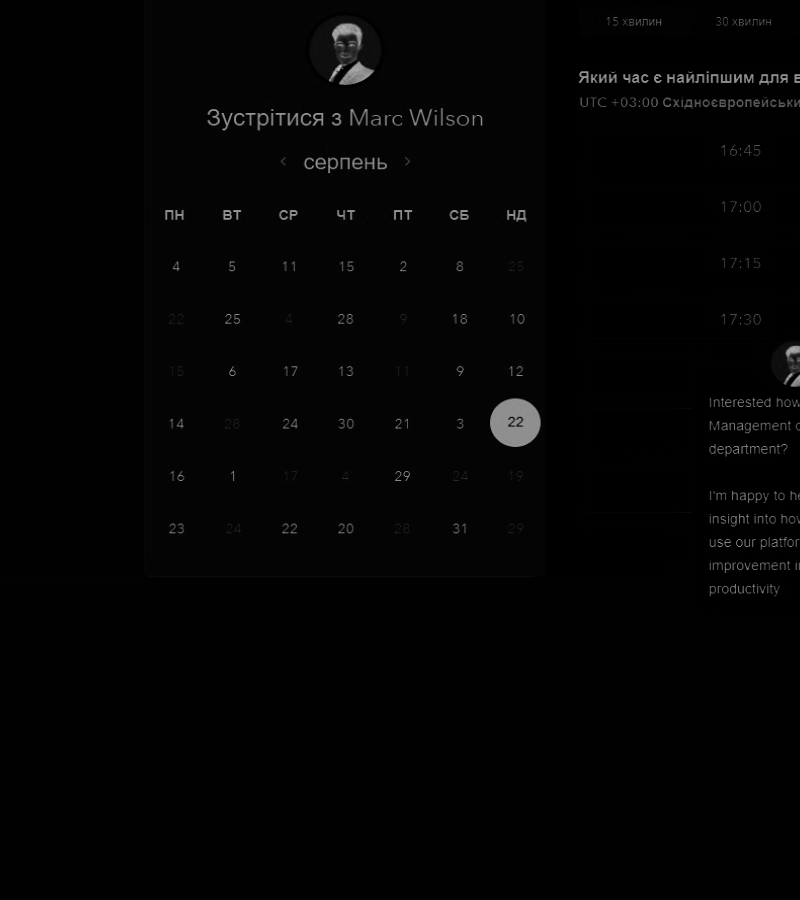 15 хвилин
30 хвилин
Зустрітися з Marc Wilson
< серпень >
ПН ВТ СР ЧТ ПТ СБ НД
4 5 11 15 2 8 25
22 25 4 28 9 18 10
15 6 17 13 11 9 12
14 28 24 30 21 3 22
16 1 17 4 29 24 19
23 24 22 20 28 31 29
Який час є найліпшим для
UTC +03:00
16:45
17:00
17:15
17:30
Interested how
Management
department?
I'm happy to
insight into
use our
improvement
productivity